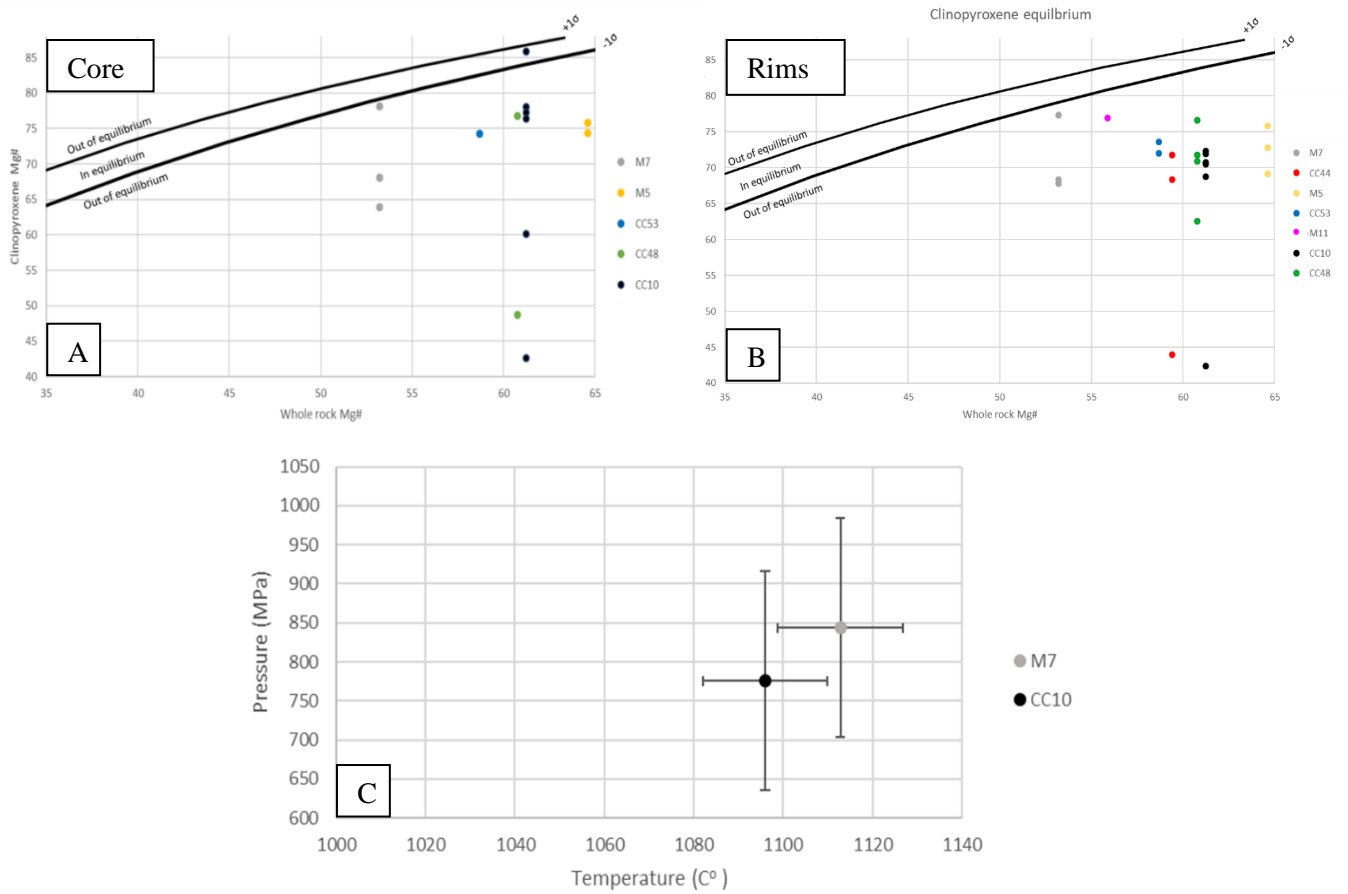 Clinopyroxene equilbrium
Core
+1σ
-1σ
Out of equilibrium
In equilibrium
Out of equilibrium
85
80
75
70
65
60
55
50
45
40
Clinopyroxene Mg#
35
40
45
50
55
60
65
Whole rock Mg#
A
M7
M5
CC53
CC48
CC10
Rims
+1σ
-1σ
Out of equilibrium
In equilibrium
Out of equilibrium
85
80
75
70
65
60
55
50
45
40
35
40
45
50
55
60
65
Whole rock Mg#
B
M7
CC44
M5
CC53
M11
CC10
CC48
1050
1000
950
900
850
800
750
700
650
600
Pressure (MPa)
1000
1020
1040
1060
1080
1100
1120
1140
Temperature (Cº )
C
M7
CC10